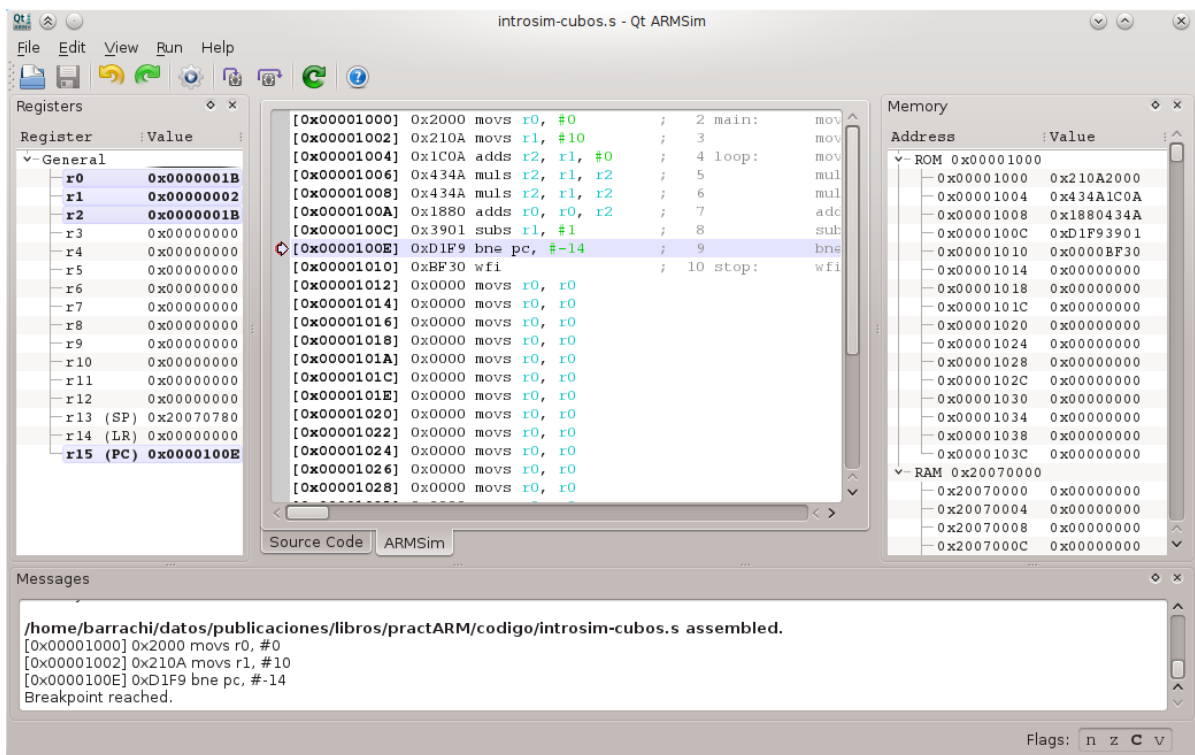 Qt ARMSim introsim-cubos.s - Qt ARMSim
File Edit View Run Help
Registers
Register Value
General
r0 0x0000001B
r1 0x00000002
r2 0x0000001B
r3 0x00000000
r4 0x00000000
r5 0x00000000
r6 0x00000000
r7 0x00000000
r8 0x00000000
r9 0x00000000
r10 0x00000000
r11 0x00000000
r12 0x00000000
r13 (SP) 0x20070780
r14 (LR) 0x00000000
r15 (PC) 0x0000100E
[0x00001000] 0x2000 movs r0, #0 ; 2 main: mov
[0x00001002] 0x210A movs r1, #10 ; 3 mov
[0x00001004] 0x1C0A adds r2, r1, #0 ; 4 loop: mov
[0x00001006] 0x434A muls r2, r1, r2 ; 5 mul
[0x00001008] 0x434A muls r2, r1, r2 ; 6 mul
[0x0000100A] 0x1880 adds r0, r0, r2 ; 7 add
[0x0000100C] 0x3901 subs r1, #1 ; 8 sub
[0x0000100E] 0xD1F9 bne pc, #-14 ; 9 bne
[0x00001010] 0xBF30 wfi ; 10 stop: wfi
[0x00001012] 0x0000 movs r0, r0
[0x00001014] 0x0000 movs r0, r0
[0x00001016] 0x0000 movs r0, r0
[0x00001018] 0x0000 movs r0, r0
[0x0000101A] 0x0000 movs r0, r0
[0x0000101C] 0x0000 movs r0, r0
[0x0000101E] 0x0000 movs r0, r0
[0x00001020] 0x0000 movs r0, r0
[0x00001022] 0x0000 movs r0, r0
[0x00001024] 0x0000 movs r0, r0
[0x00001026] 0x0000 movs r0, r0
[0x00001028] 0x0000 movs r0, r0
Source Code ARMSim
Memory
Address Value
ROM 0x00001000
0x00001000 0x210A2000
0x00001004 0x434A1C0A
0x00001008 0x1880434A
0x0000100C 0xD1F93901
0x00001010 0x0000BF30
0x00001014 0x00000000
0x00001018 0x00000000
0x0000101C 0x00000000
0x00001020 0x00000000
0x00001024 0x00000000
0x00001028 0x00000000
0x0000102C 0x00000000
0x00001030 0x00000000
0x00001034 0x00000000
0x00001038 0x00000000
0x0000103C 0x00000000
RAM 0x20070000
0x20070000 0x00000000
0x20070004 0x00000000
0x20070008 0x00000000
0x2007000C 0x00000000
Messages
/home/barrachi/datos/publicaciones/libros/practARM/codigo/introsim-cubos.s assembled.
[0x00001000] 0x2000 movs r0, #0
[0x00001002] 0x210A movs r1, #10
[0x0000100E] 0xD1F9 bne pc, #-14
Breakpoint reached.
Flags: n z C v